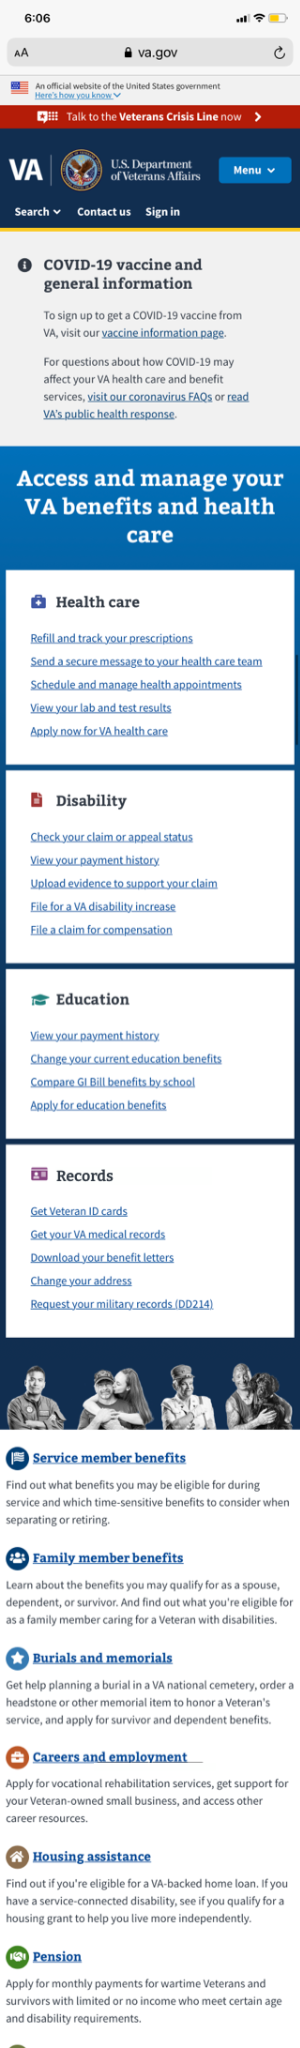 6:06
AA
va.gov
An official website of the United States government
Here's how you know
Talk to the Veterans Crisis Line now
VA
U.S. Department
of Veterans Affairs
Menu
Search
Contact us
Sign in
COVID-19 vaccine and
general information
To sign up to get a COVID-19 vaccine from
VA, visit our vaccine information page.
For questions about how COVID-19 may
affect your VA health care and benefit
services, visit our coronavirus FAQs or read
VA's public health response.
Access and manage your
VA benefits and health
care
Health care
Refill and track your prescriptions
Send a secure message to your health care team
Schedule and manage health appointments
View your lab and test results
Apply now for VA health care
Disability
Check your claim or appeal status
View your payment history
Upload evidence to support your claim
File for a VA disability increase
File a claim for compensation
Education
View your payment history
Change your current education benefits
Compare GI Bill benefits by school
Apply for education benefits
Records
Get Veteran ID cards
Get your VA medical records
Download your benefit letters
Change your address
Request your military records (DD214)
Service member benefits
Find out what benefits you may be eligible for during
service and which time-sensitive benefits to consider when
separating or retiring.
Family member benefits
Learn about the benefits you may qualify for as a spouse,
dependent, or survivor. And find out what you're eligible for
as a family member caring for a Veteran with disabilities.
Burials and memorials
Get help planning a burial in a VA national cemetery, order a
headstone or other memorial item to honor a Veteran's
service, and apply for survivor and dependent benefits.
Careers and employment
Apply for vocational rehabilitation services, get support for
your Veteran-owned small business, and access other
career resources.
Housing assistance
Find out if you're eligible for a VA-backed home loan. If you
have a service-connected disability, see if you qualify for a
housing grant to help you live more independently.
Pension
Apply for monthly payments for wartime Veterans and
survivors with limited or no income who meet certain age
and disability requirements.